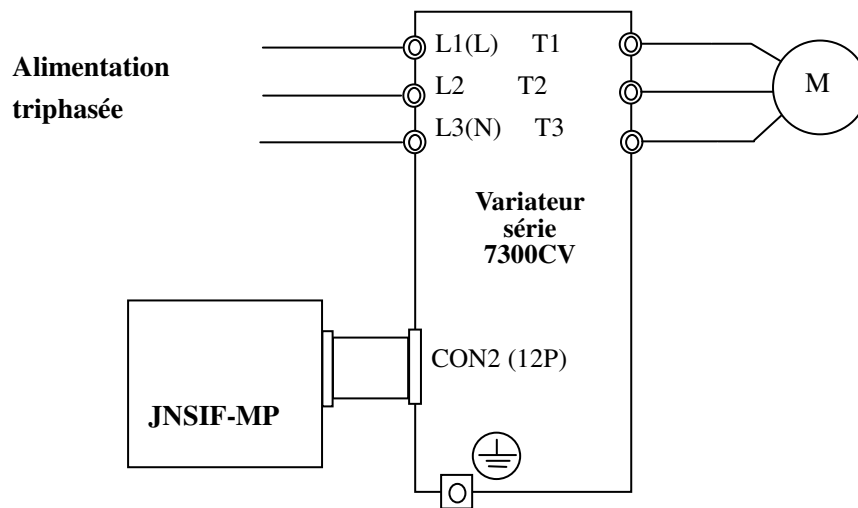 Alimentation
triphasée
L1(L) T1
L2 T2
L3(N) T3
M
Variateur
série
7300CV
CON2 (12P)
JNSIF-MP